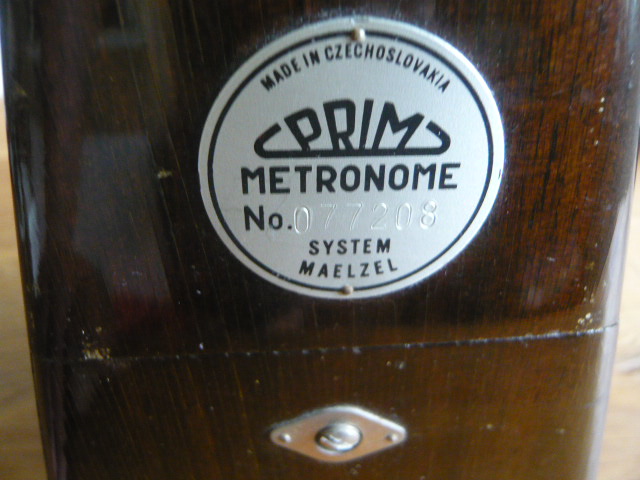 MADE IN CZECHOSLOVAKIA
PRIM
METRONOME
No. 077208
SYSTEM
MAELZEL